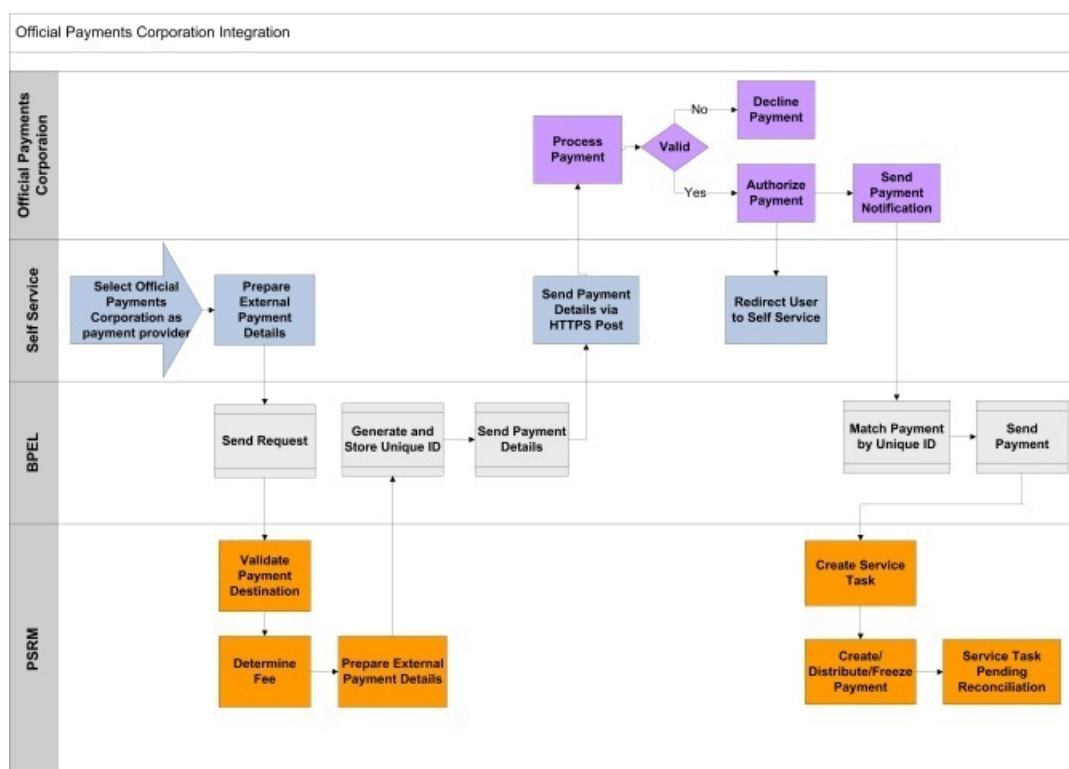 Official Payments Corporation Integration
Official Payments
Corporaion
Process
Payment
Valid
No
Decline
Payment
Yes
Authorize
Payment
Send
Payment
Notification
Self Service
Select Official
Payments
Corporation as
payment provider
Prepare
External
Payment
Details
Send Payment
Details via
HTTPS Post
Redirect User
to Self Service
BPEL
Send Request
Generate and
Store Unique ID
Send Payment
Details
Match Payment
by Unique ID
Send
Payment
PSRM
Validate
Payment
Destination
Determine
Fee
Prepare External
Payment Details
Create Service
Task
Create/
Distribute/Freeze
Payment
Service Task
Pending
Reconciliation